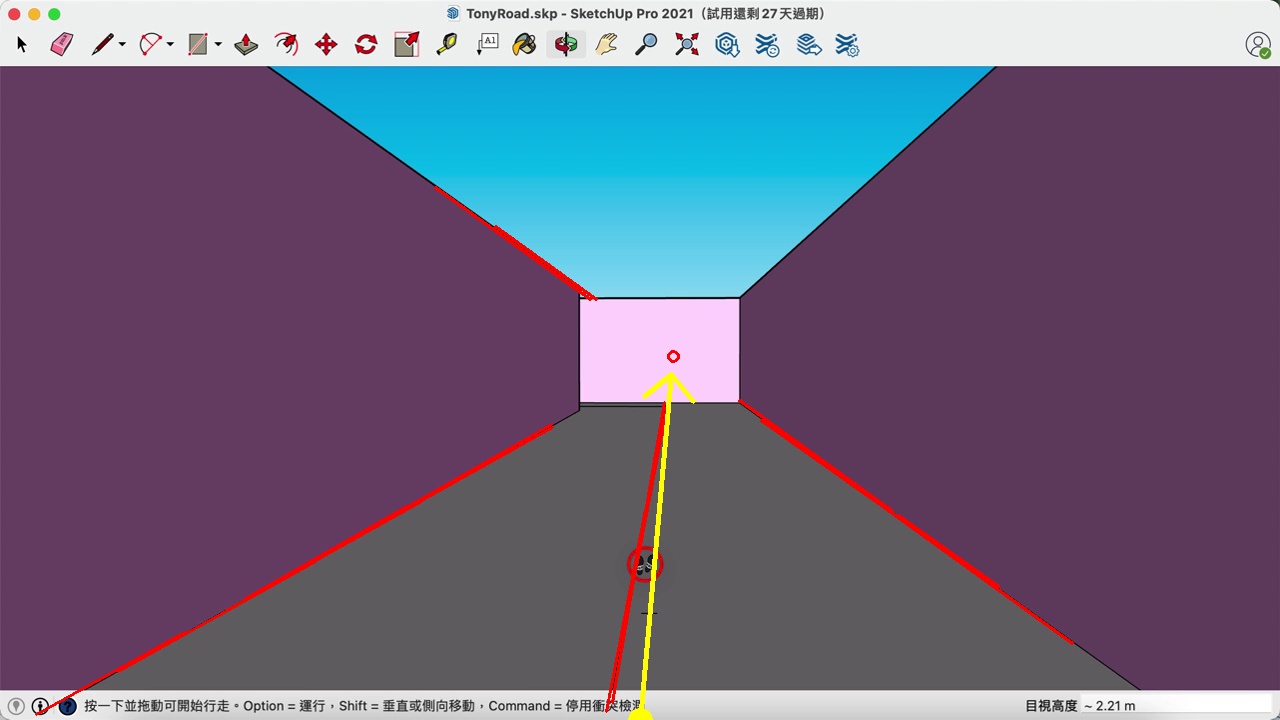 TonyRoad.skp - SketchUp Pro 2021（試用還剩 27 天過期）
A1
按一下並拖動可開始行走。Option = 運行，Shift = 垂直或側向移動，Command = 停用衝突檢測
目視高度 ~ 2.21 m